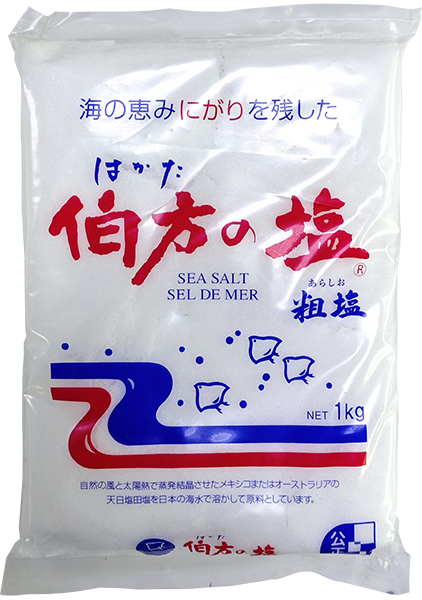 海の恵みにがりを残した
はかた
伯方の塩
®
SEA SALT
SEL DE MER
あらしお
粗塩
NET 1kg
自然の風と太陽熱で蒸発結晶させたメキシコまたはオーストラリアの
天日塩田塩を日本の海水で溶かして原料としています。
はかた
伯方の塩
公